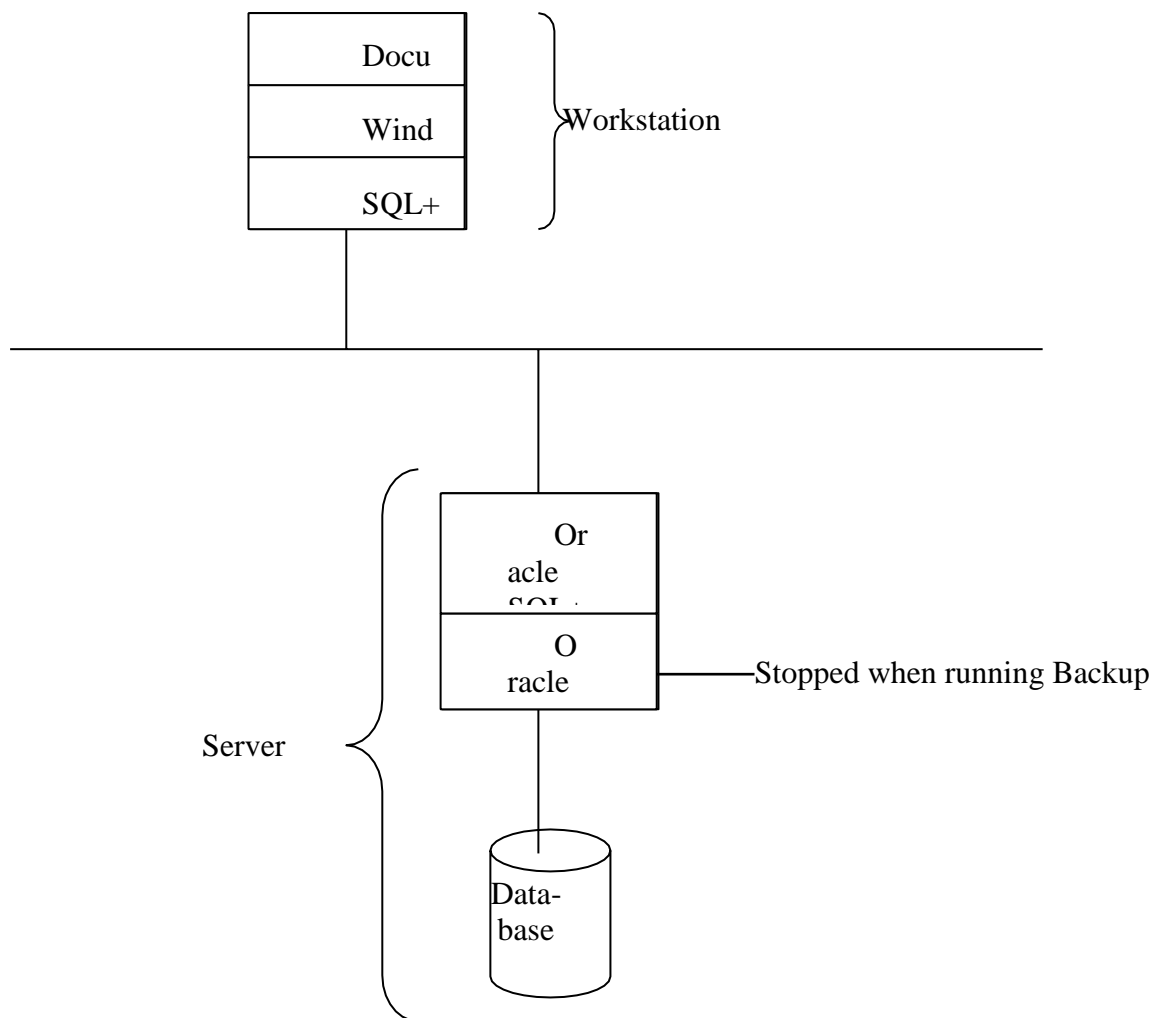 Docu
Workstation
Wind
SQL+
Or
acle
O
racle
Stopped when running Backup
Server
Data-
base